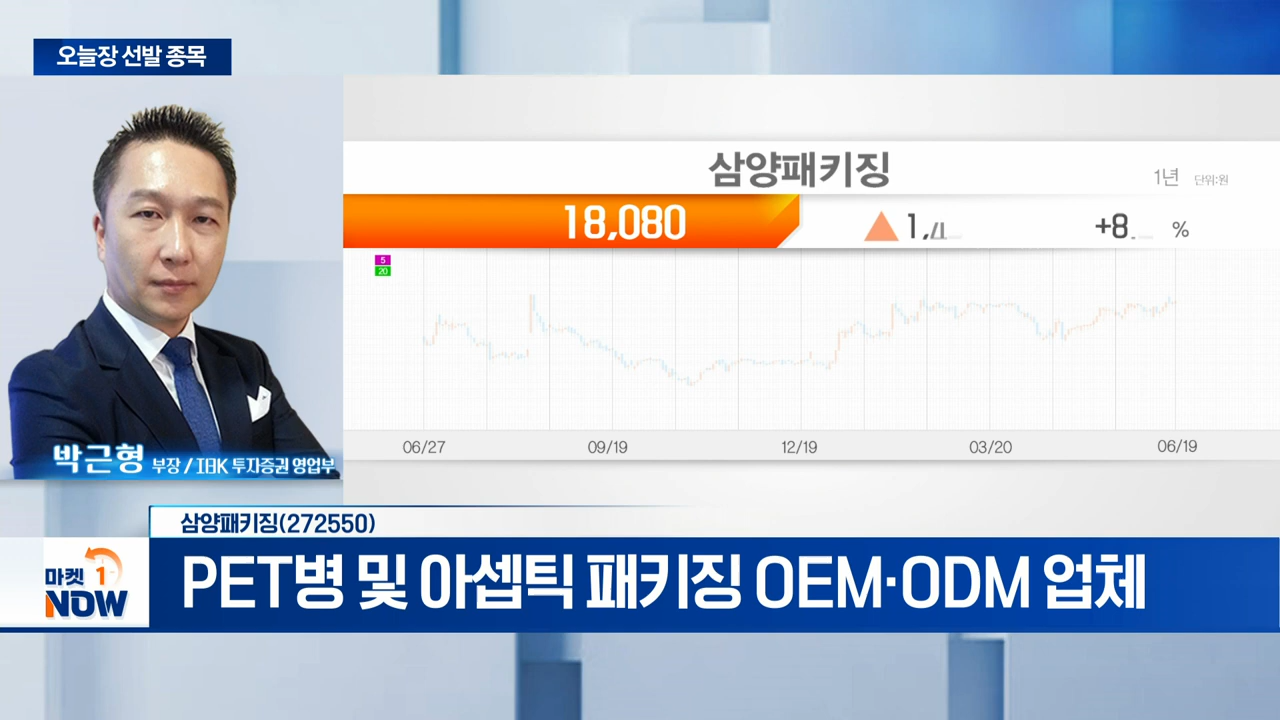 오늘장 선발 종목
삼양패키징
1년 단위:원
18,080
+8 %
5
20
06/27 09/19 12/19 03/20 06/19
박근형 부장 / IBK 투자증권 영업부
삼양패키징(272550)
마켓 1
NOW
PET병 및 아셉틱 패키징 OEM·ODM 업체